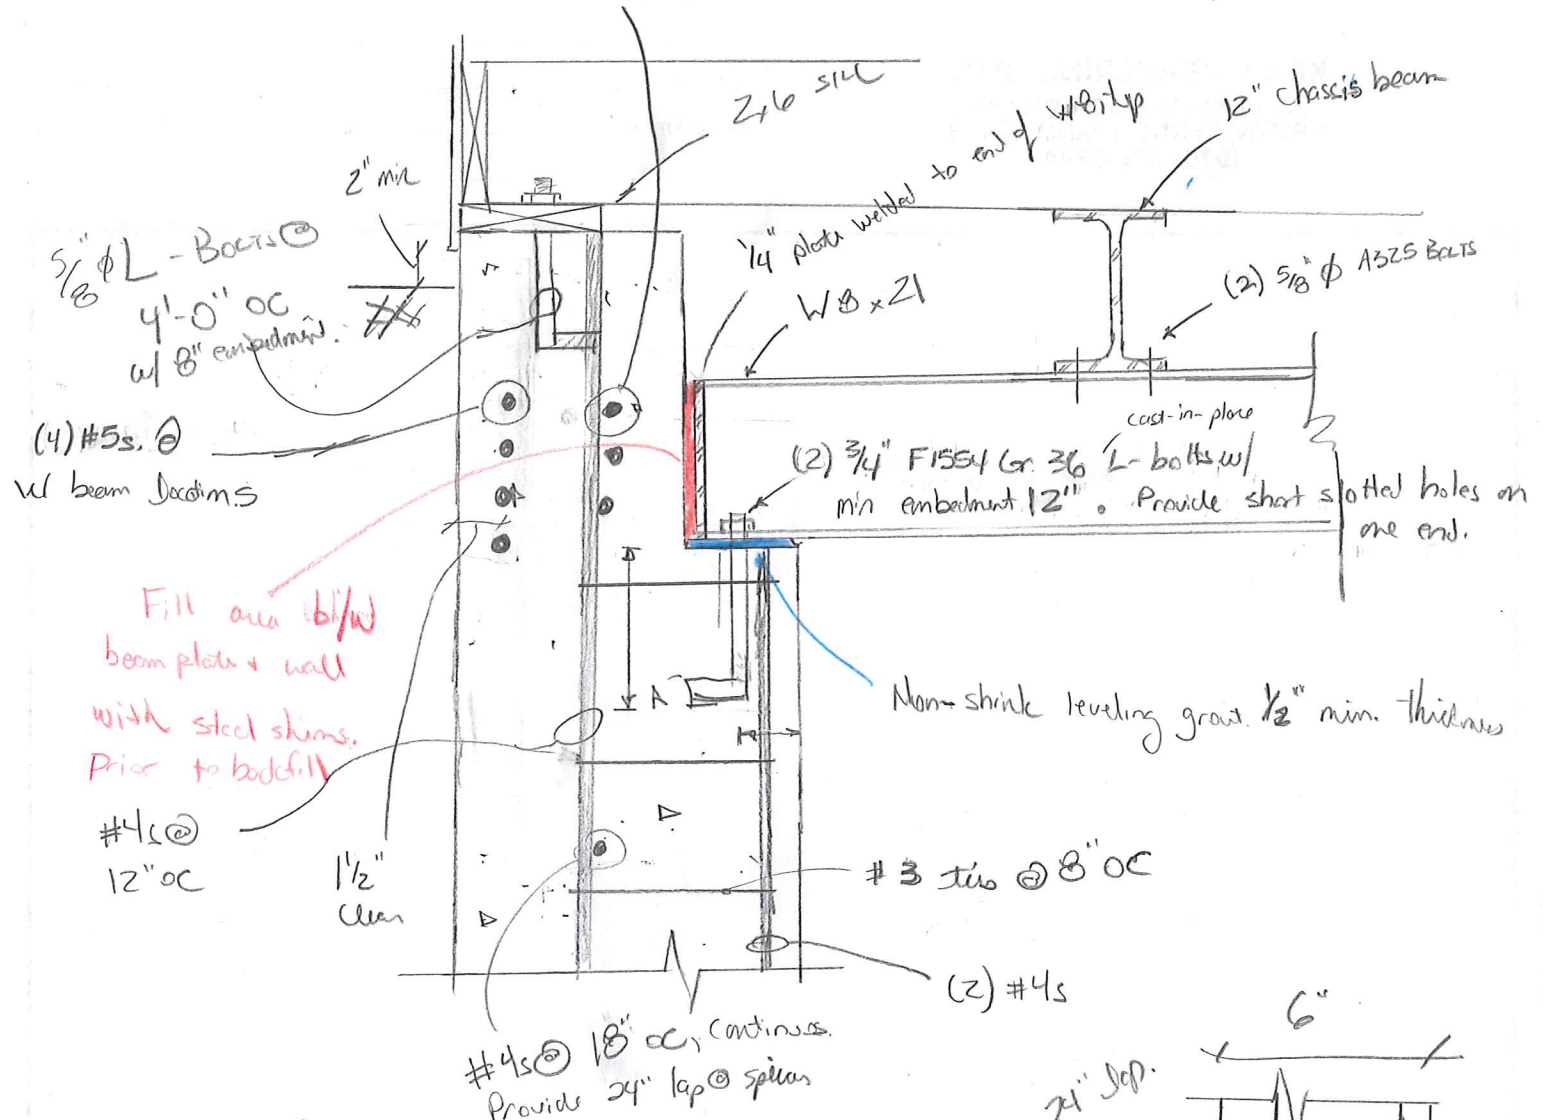 2x6 sill
12" chassis beam
2" min
1/4" plate welded to end of W8, typ
5/8" Ø L-Bolts @
4'-0" OC
w/ 8" embedment.
W8x21
(2) 5/8" Ø A325 Bolts
(4) #5s. @
w/ beam locations
cast-in-place
(2) 3/4" F1554 Gr. 36 L-bolts w/
min embedment 12". Provide short slotted holes on
one end.
Fill area b/w
beam plate + wall
with steel shims.
Prior to backfill
A
Non-shrink leveling grout. 1/2" min. thickness
#4s @
12" OC
1 1/2"
Clear
#3 ties @ 8" OC
(2) #4s
#4s @ 18" OC, continuous.
Provide 24" lap @ splices
6"
24" lap.